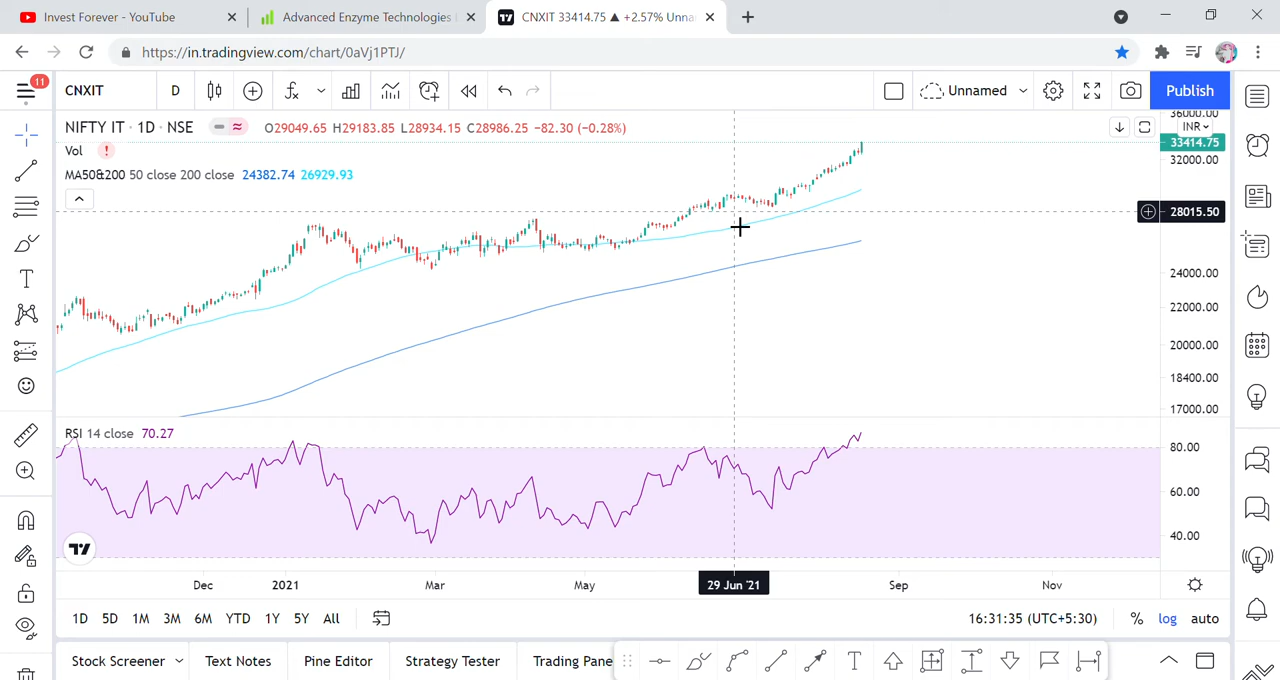 Invest Forever - YouTube
Advanced Enzyme Technologies
CNXIT 33414.75 ▲ +2.57% Unna
https://in.tradingview.com/chart/0aVj1PTJ/
11
CNXIT
D
Unnamed
Publish
NIFTY IT · 1D · NSE
O29049.65 H29183.85 L28934.15 C28986.25 −82.30 (−0.28%)
Vol
MA50&200 50 close 200 close 24382.74 26929.93
36000.00
INR
33414.75
32000.00
28015.50
24000.00
22000.00
20000.00
18400.00
17000.00
RSI 14 close 70.27
80.00
60.00
40.00
Dec 2021 Mar May 29 Jun '21 Sep Nov
1D 5D 1M 3M 6M YTD 1Y 5Y All
16:31:35 (UTC+5:30) % log auto
Stock Screener Text Notes Pine Editor Strategy Tester Trading Pane